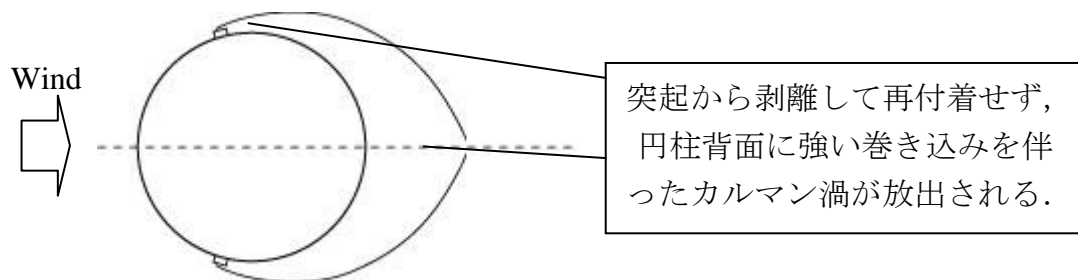 Wind
突起から剥離して再付着せず,
円柱背面に強い巻き込みを伴
ったカルマン渦が放出される.